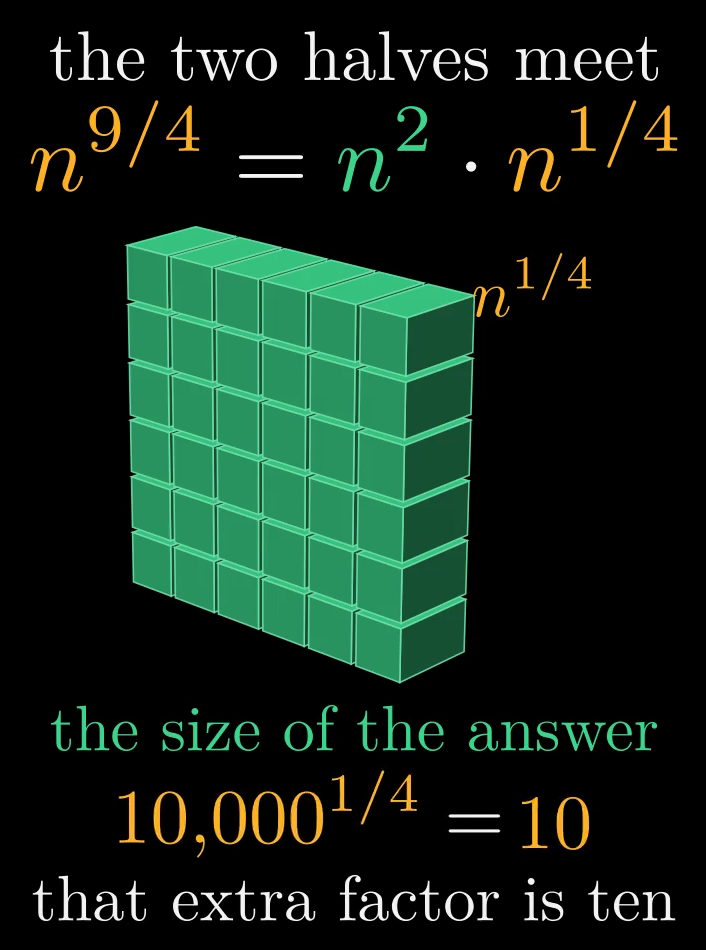 the two halves meet
n^{9/4} = n^2 · n^{1/4}
n^{1/4}
the size of the answer
10,000^{1/4} = 10
that extra factor is ten